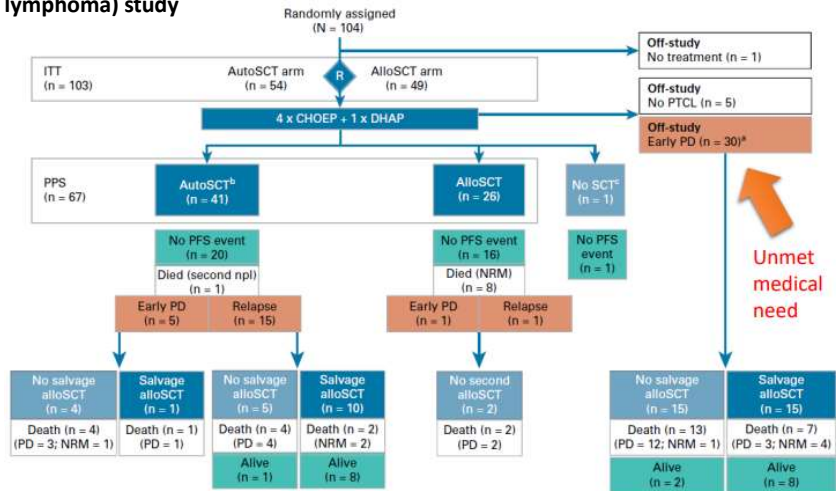 lymphoma) study
Randomly assigned
(N = 104)
Off-study
No treatment (n = 1)
ITT
(n = 103)
AutoSCT arm
(n = 54)
R
AlloSCT arm
(n = 49)
Off-study
No PTCL (n = 5)
4 x CHOEP + 1 x DHAP
Off-study
Early PD (n = 30)a
PPS
(n = 67)
AutoSCTb
(n = 41)
AlloSCT
(n = 26)
No SCTc
(n = 1)
No PFS event
(n = 20)
Died (second npl)
(n = 1)
Early PD
(n = 5)
Relapse
(n = 15)
No PFS event
(n = 16)
Died (NRM)
(n = 8)
Early PD
(n = 1)
Relapse
(n = 1)
No PFS
event
(n = 1)
Unmet
medical
need
No salvage
alloSCT
(n = 4)
Death (n = 4)
(PD = 3; NRM = 1)
Salvage
alloSCT
(n = 1)
Death (n = 1)
(PD = 1)
No salvage
alloSCT
(n = 5)
Death (n = 4)
(PD = 4)
Alive
(n = 1)
Salvage
alloSCT
(n = 10)
Death (n = 2)
(NRM = 2)
Alive
(n = 8)
No second
alloSCT
(n = 2)
Death (n = 2)
(PD = 2)
No salvage
alloSCT
(n = 15)
Death (n = 13)
(PD = 12; NRM = 1)
Alive
(n = 2)
Salvage
alloSCT
(n = 15)
Death (n = 7)
(PD = 3; NRM = 4)
Alive
(n = 8)